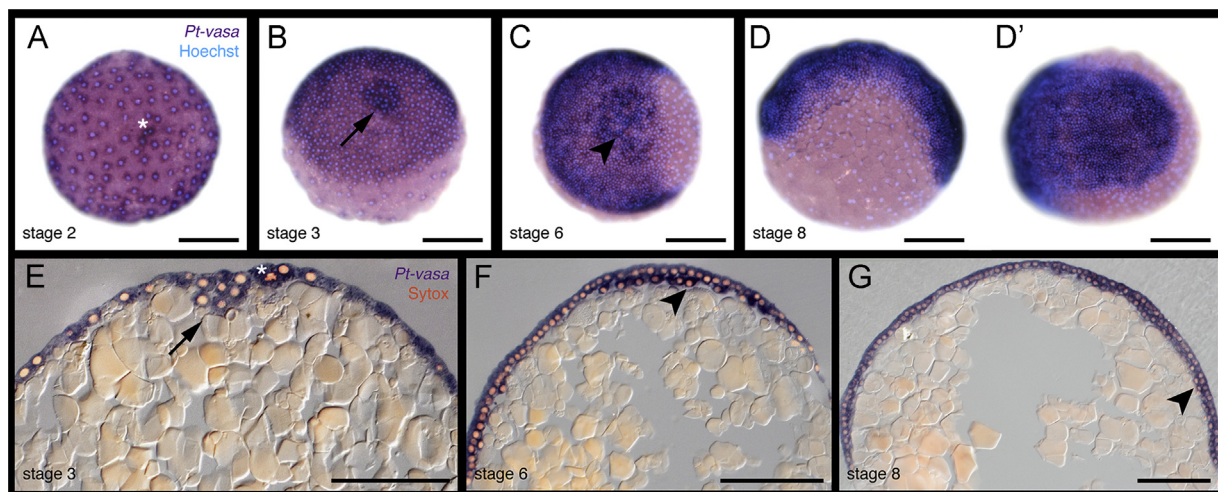 A
Pt-vasa
Hoechst
*
stage 2
B
stage 3
C
stage 6
D
stage 8
D’
E
*
Pt-vasa
Sytox
stage 3
F
stage 6
G
stage 8